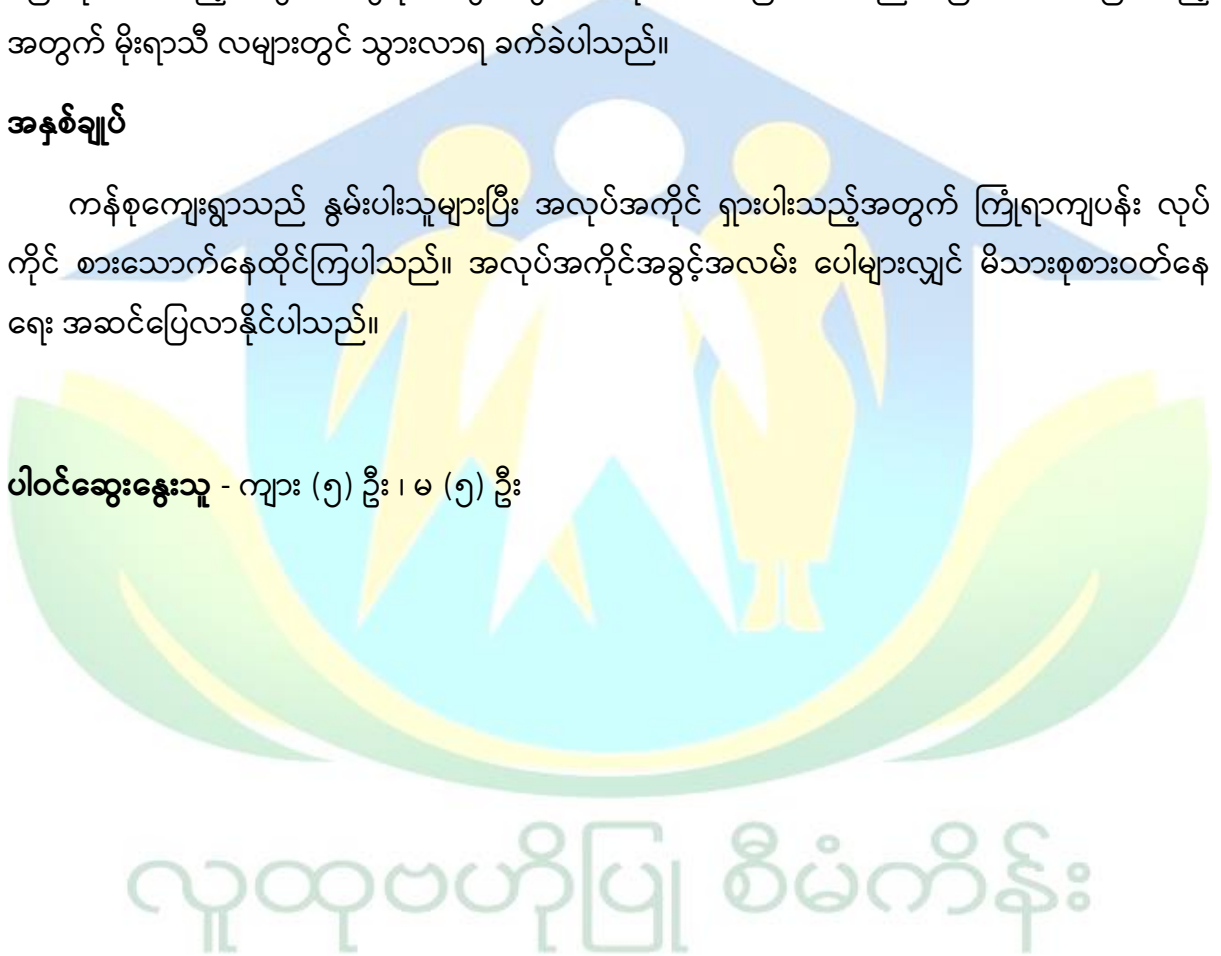 အတွက် မိုးရာသီ လများတွင် သွားလာရ ခက်ခဲပါသည်။
အနှစ်ချုပ်
ကန်စုကျေးရွာသည် နွမ်းပါးသူများပြီး အလုပ်အကိုင် ရှားပါးသည့်အတွက် ကြုံရာကျပန်း လုပ်
ကိုင် စားသောက်နေထိုင်ကြပါသည်။ အလုပ်အကိုင်အခွင့်အလမ်း ပေါများလျှင် မိသားစုစားဝတ်နေ
ရေး အဆင်ပြေလာနိုင်ပါသည်။
ပါဝင်ဆွေးနွေးသူ - ကျား (၅) ဦး ၊ မ (၅) ဦး
လူထုဗဟိုပြု စီမံကိန်း